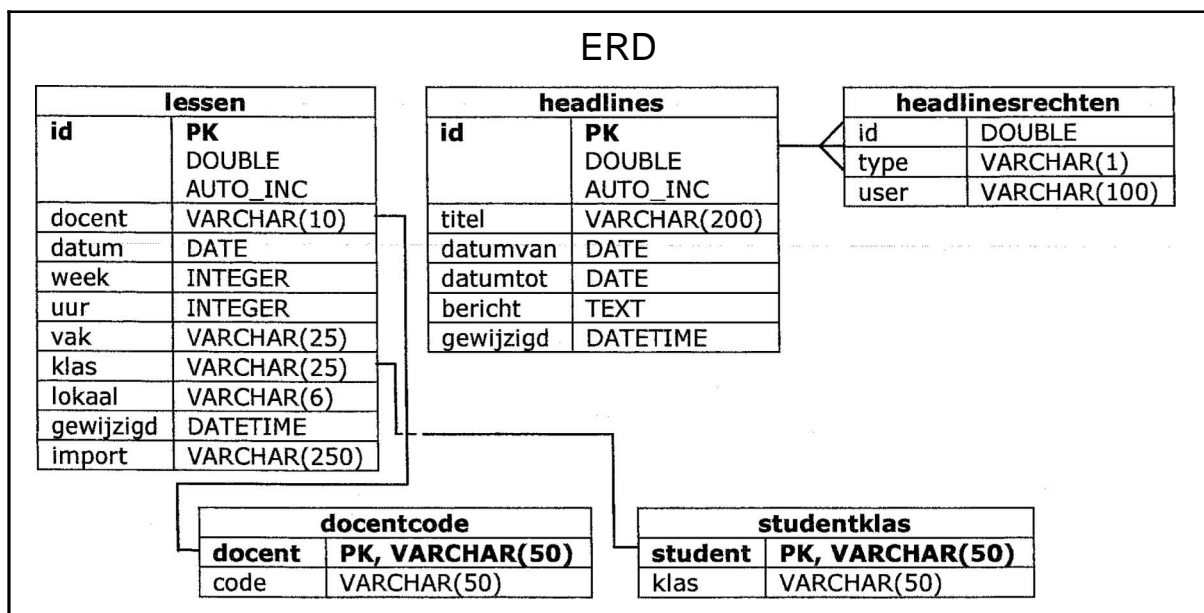 ERD
lessen
id PK
DOUBLE
AUTO_INC
docent VARCHAR(10)
datum DATE
week INTEGER
uur INTEGER
vak VARCHAR(25)
klas VARCHAR(25)
lokaal VARCHAR(6)
gewijzigd DATETIME
import VARCHAR(250)
headlines
id PK
DOUBLE
AUTO_INC
titel VARCHAR(200)
datumvan DATE
datumtot DATE
bericht TEXT
gewijzigd DATETIME
headlinesrechten
id DOUBLE
type VARCHAR(1)
user VARCHAR(100)
docentcode
docent PK, VARCHAR(50)
code VARCHAR(50)
studentklas
student PK, VARCHAR(50)
klas VARCHAR(50)